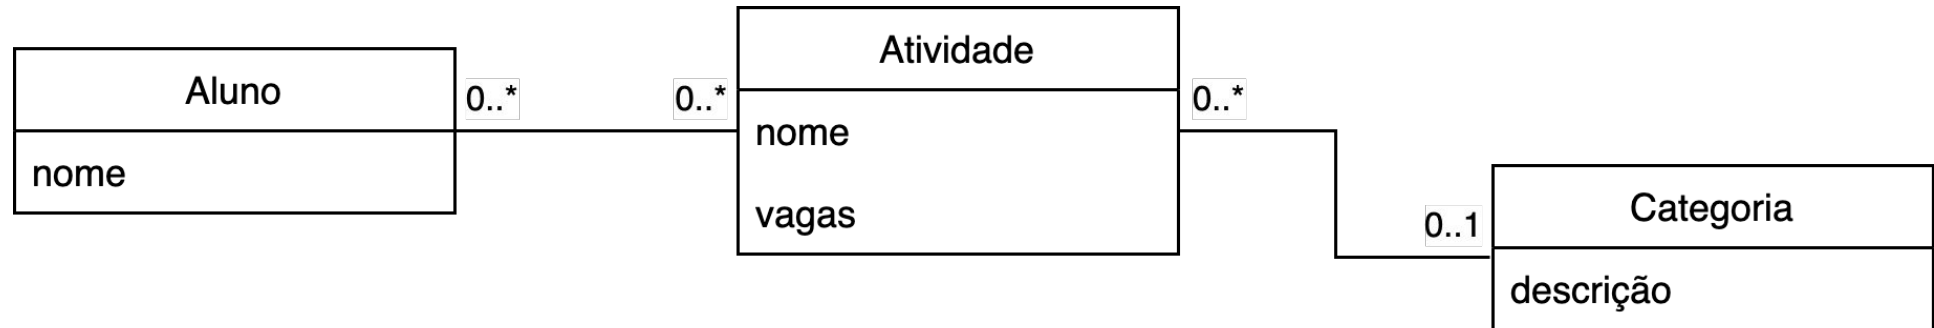 Aluno
nome
0..*
0..*
Atividade
nome
vagas
0..*
0..1
Categoria
descrição